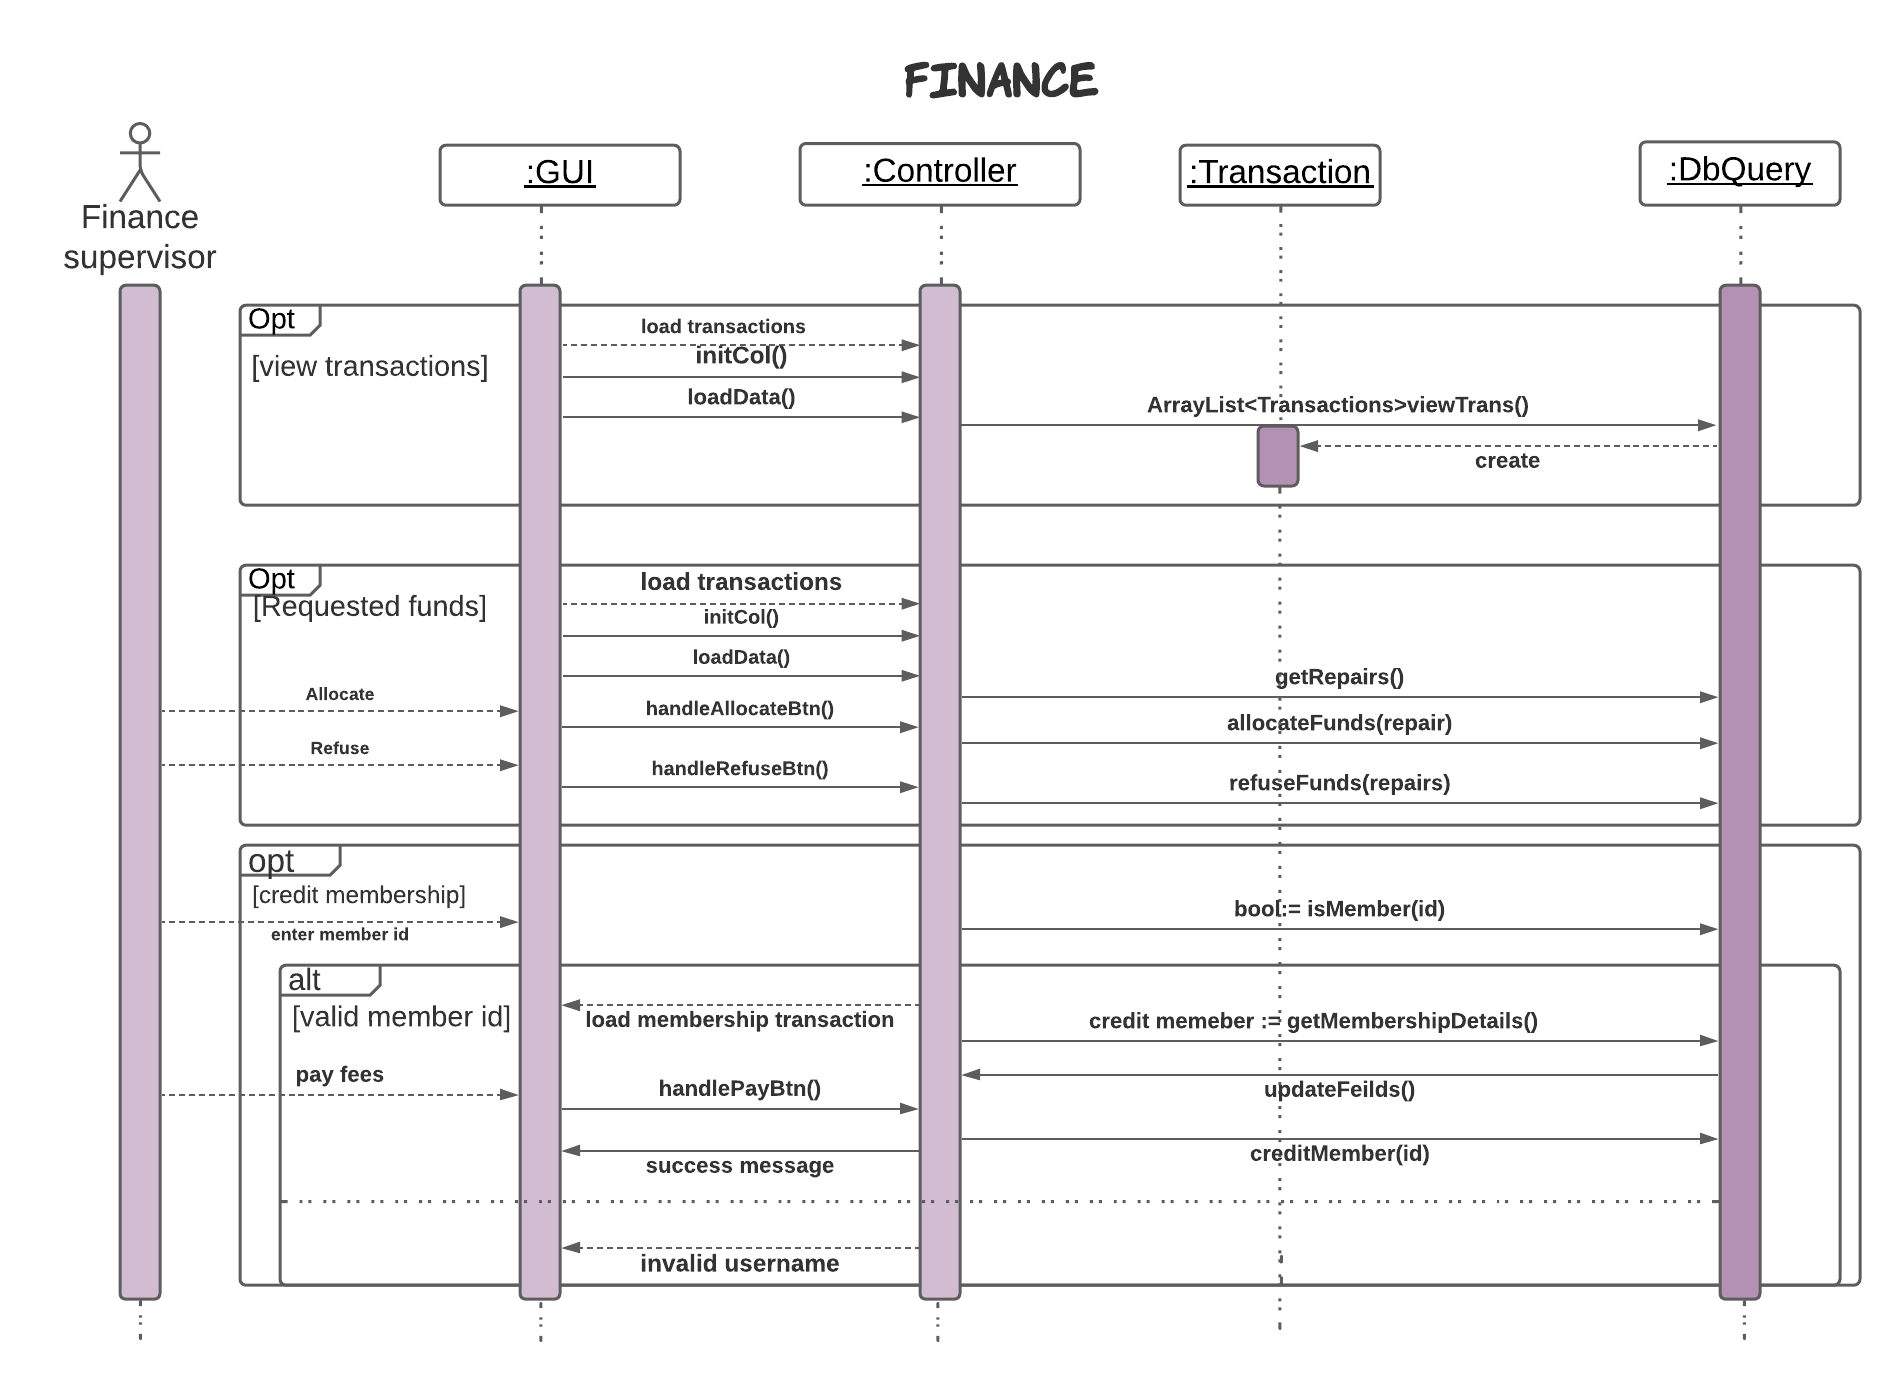 FINANCE
Finance
supervisor
:GUI
:Controller
:Transaction
:DbQuery
Opt
[view transactions]
load transactions
initCol()
loadData()
ArrayList<Transactions>viewTrans()
create
Opt
[Requested funds]
load transactions
initCol()
loadData()
getRepairs()
Allocate
handleAllocateBtn()
allocateFunds(repair)
Refuse
handleRefuseBtn()
refuseFunds(repairs)
opt
[credit membership]
enter member id
bool:= isMember(id)
alt
[valid member id]
load membership transaction
credit memeber := getMembershipDetails()
pay fees
handlePayBtn()
updateFeilds()
success message
creditMember(id)
invalid username